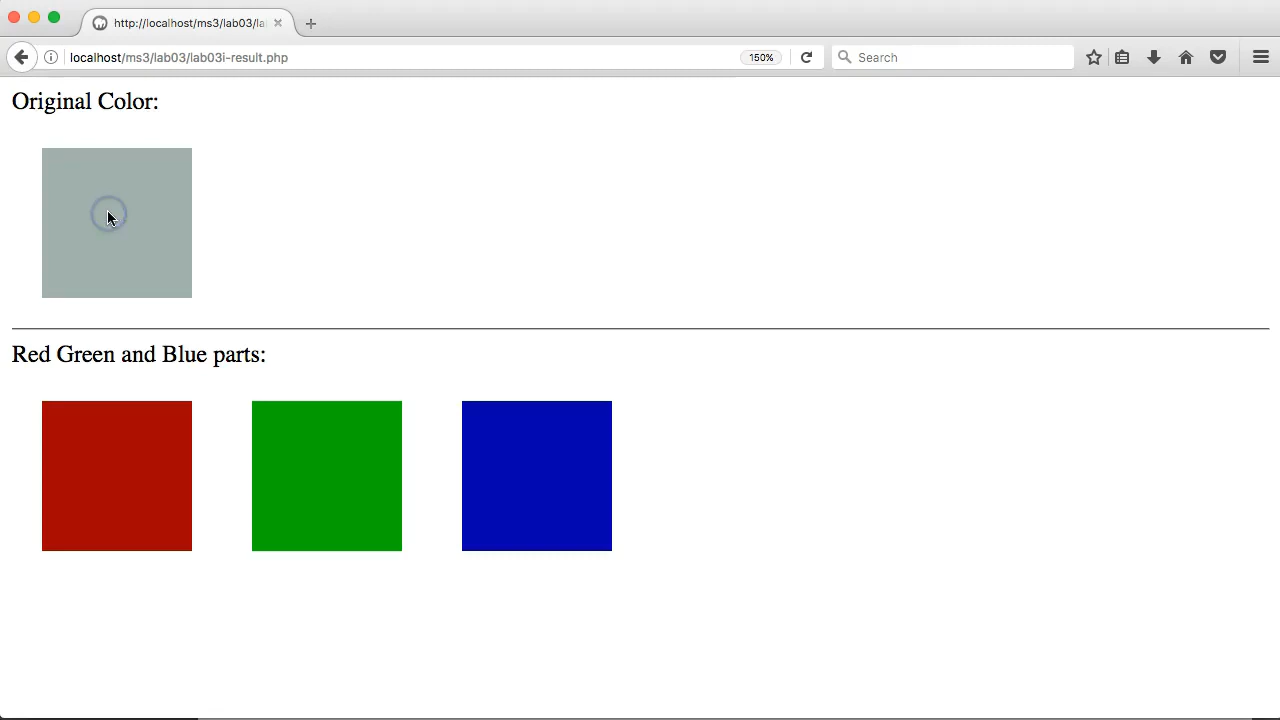 http://localhost/ms3/lab03/la
localhost/ms3/lab03/lab03i-result.php
150%
Search
Original Color:
Red Green and Blue parts: